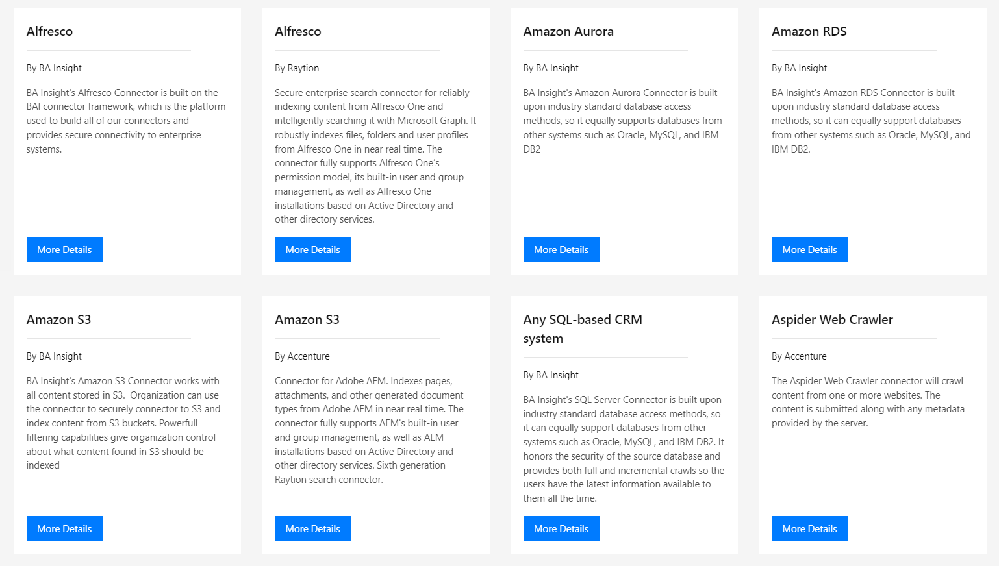 Alfresco
By BA Insight
BA Insight's Alfresco Connector is built on the
BAI connector framework, which is the platform
used to build all of our connectors and
provides secure connectivity to enterprise
systems.
More Details
Alfresco
By Raytion
Secure enterprise search connector for reliably
indexing content from Alfresco One and
intelligently searching it with Microsoft Graph. It
robustly indexes files, folders and user profiles
from Alfresco One in near real time. The
connector fully supports Alfresco One’s
permission model, its built-in user and group
management, as well as Alfresco One
installations based on Active Directory and
other directory services.
More Details
Amazon Aurora
By BA Insight
BA Insight's Amazon Aurora Connector is built
upon industry standard database access
methods, so it equally supports databases from
other systems such as Oracle, MySQL, and IBM
DB2
More Details
Amazon RDS
By BA Insight
BA Insight's Amazon RDS Connector is built
upon industry standard database access
methods, so it can equally support databases
from other systems such as Oracle, MySQL, and
IBM DB2.
More Details
Amazon S3
By BA Insight
BA Insight's Amazon S3 Connector works with
all content stored in S3.  Organization can use
the connector to securely connector to S3 and
index content from S3 buckets. Powerfull
filtering capabilities give organization control
about what content found in S3 should be
indexed
More Details
Amazon S3
By Accenture
Connector for Adobe AEM. Indexes pages,
attachments, and other generated document
types from Adobe AEM in near real time. The
connector fully supports AEM's built-in user
and group management, as well as AEM
installations based on Active Directory and
other directory services. Sixth generation
Raytion search connector.
More Details
Any SQL-based CRM
system
By BA Insight
BA Insight's SQL Server Connector is built upon
industry standard database access methods, so
it can equally support databases from other
systems such as Oracle, MySQL, and IBM DB2. It
honors the security of the source database and
provides both full and incremental crawls so the
users have the latest information available to
them all the time.
More Details
Aspider Web Crawler
By Accenture
The Aspider Web Crawler connector will crawl
content from one or more websites. The
content is submitted along with any metadata
provided by the server.
More Details